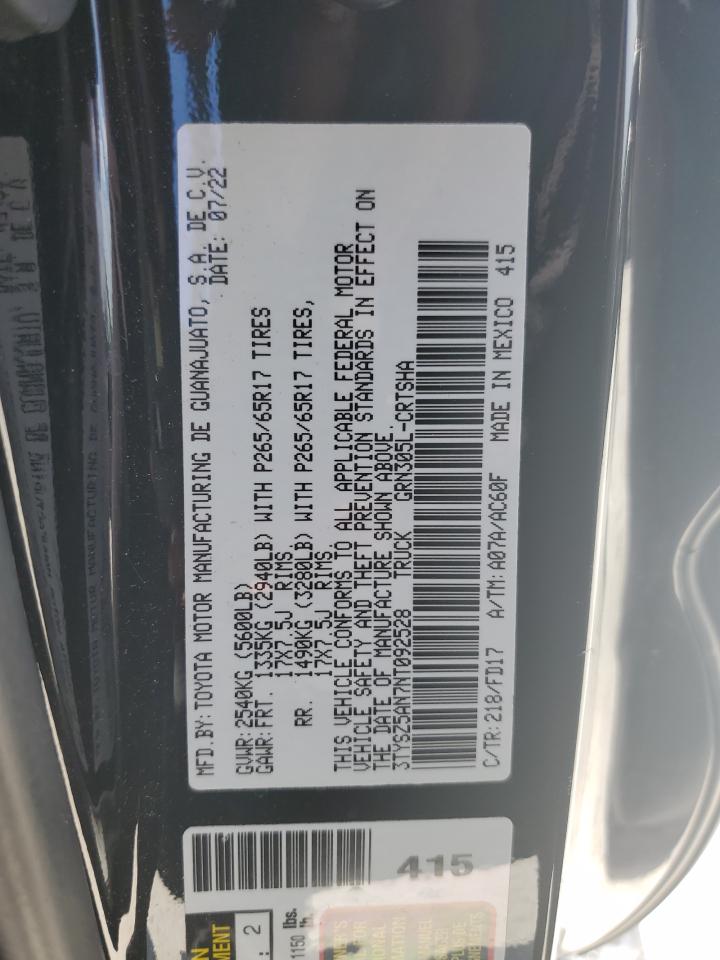 MFD.BY:TOYOTA MOTOR MANUFACTURING DE GUANAJUATO, S.A. DE C.V.
DATE: 07/22
GVWR:2540KG (5600LB)
GAWR:FRT. 1335KG (2940LB) WITH P265/65R17 TIRES
17X7.5J RIMS.
RR. 1490KG (3280LB) WITH P265/65R17 TIRES,
17X7.5J RIMS.
THIS VEHICLE CONFORMS TO ALL APPLICABLE FEDERAL MOTOR
VEHICLE SAFETY AND THEFT PREVENTION STANDARDS IN EFFECT ON
THE DATE OF MANUFACTURE SHOWN ABOVE.
3TYSZ5AN7NT092528 TRUCK GRN305L-CRTSHA
C/TR:218/FD17 A/TM:A07A/AC60F MADE IN MEXICO 415
415
: 2
1150 lbs.